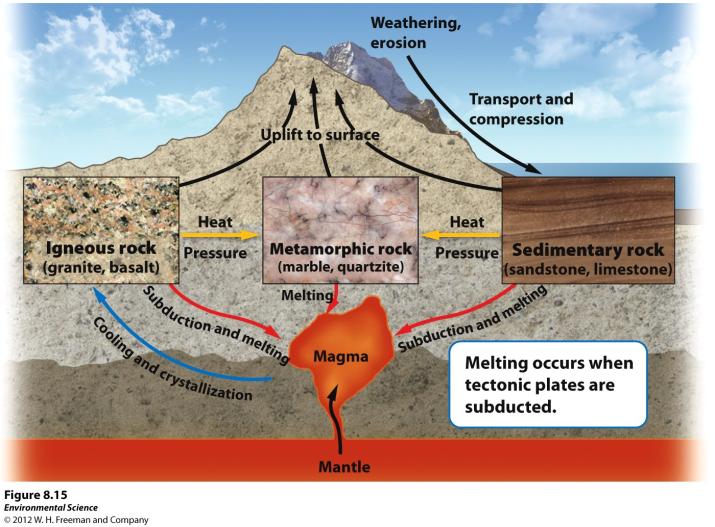 Weathering,
erosion
Transport and
compression
Uplift to surface
Igneous rock
(granite, basalt)
Heat
Pressure
Metamorphic rock
(marble, quartzite)
Heat
Pressure
Sedimentary rock
(sandstone, limestone)
Subduction and melting
Melting
Subduction and melting
Cooling and crystallization
Magma
Melting occurs when
tectonic plates are
subducted.
Mantle
Figure 8.15
Environmental Science
© 2012 W. H. Freeman and Company